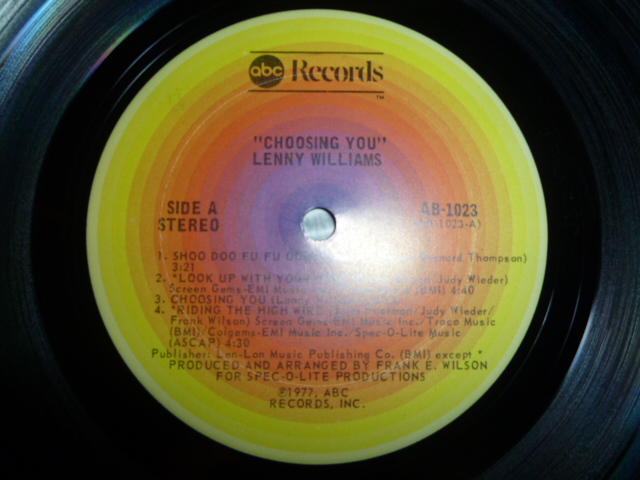 abc Records
TM
"CHOOSING YOU"
LENNY WILLIAMS
SIDE A
STEREO
AB-1023
1023-A)
1. SHOO DOO FU FU Thompson)
3:21
2. *LOOK UP WITH YOUR Judy Wieder)
Screen Gems-EMI Music (BMI) 4:40
3. CHOOSING YOU (Lenny
4. *RIDING THE HIGH WIRE /Judy Wieder/
Frank Wilson) Screen Gems-EMI Music Inc./Traco Music
(BMI)/Colgems-EMI Music Inc./Spec-O-Lite Music
(ASCAP) 4:30
Publisher: Len-Lon Music Publishing Co. (BMI) except *
PRODUCED AND ARRANGED BY FRANK E. WILSON
FOR SPEC-O-LITE PRODUCTIONS
℗1977, ABC
RECORDS, INC.